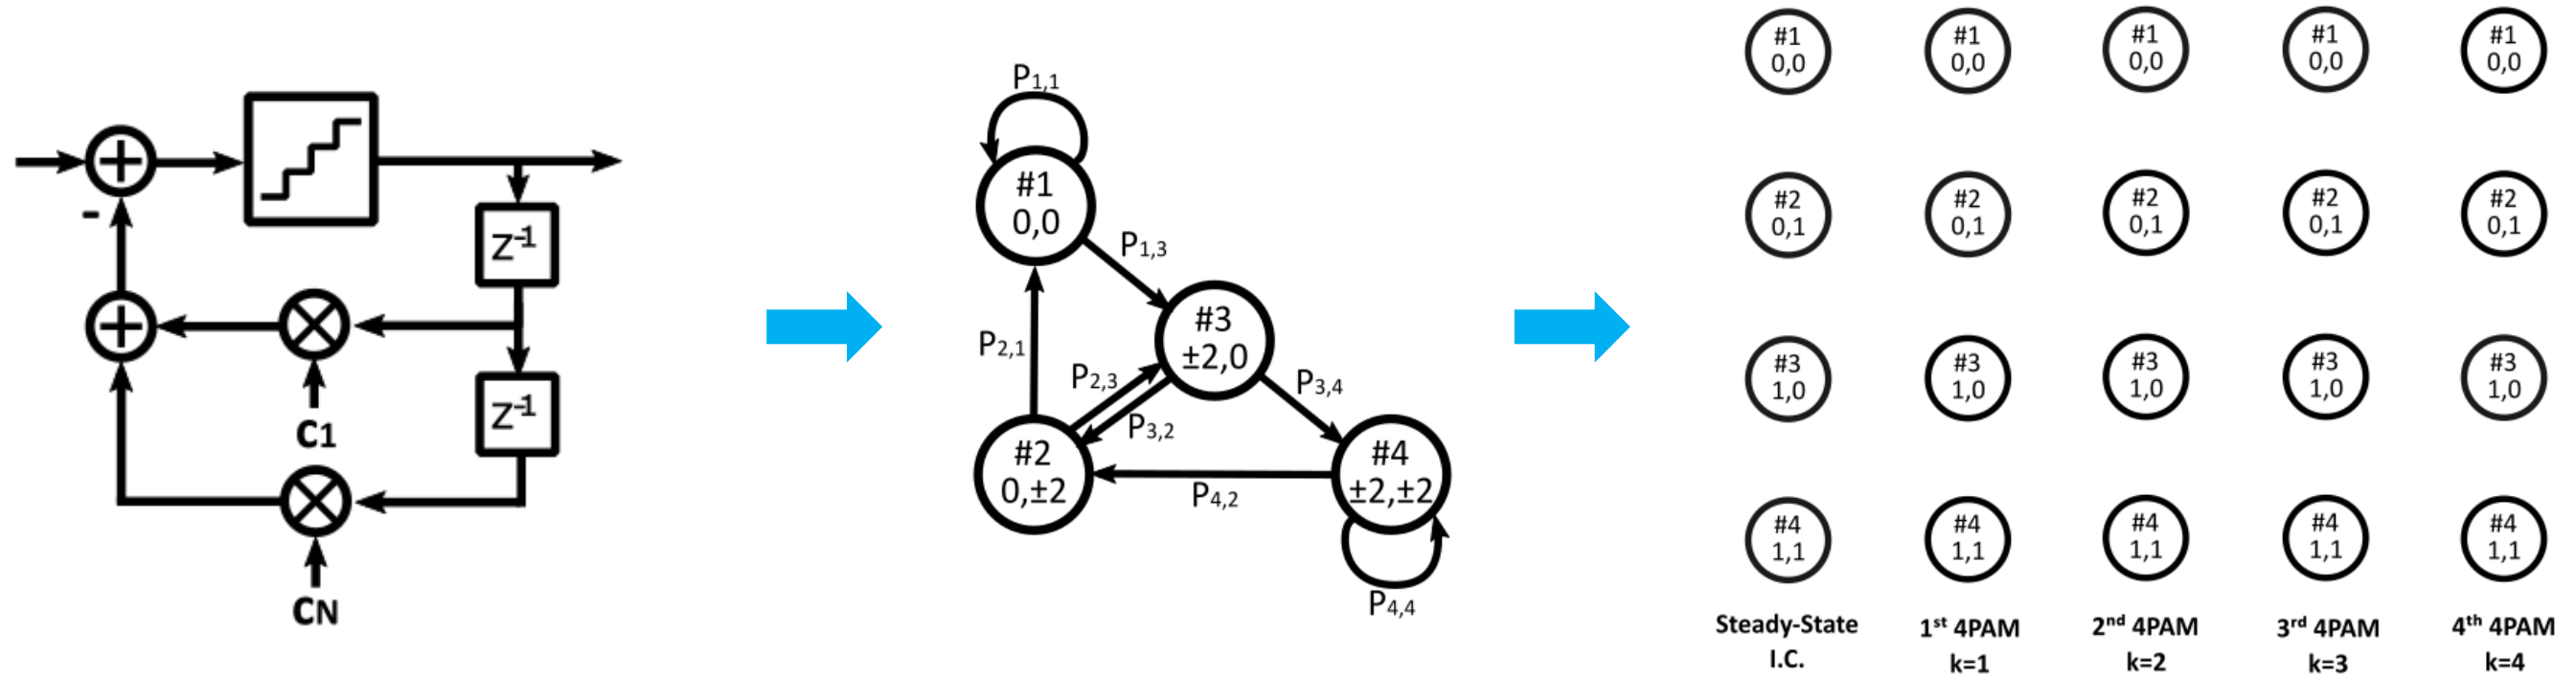 +
-
Z-1
+
C1
Z-1
CN
P1,1
#1
0,0
P1,3
#3
±2,0
P2,1
P2,3
P3,2
P3,4
#2
0,±2
P4,2
#4
±2,±2
P4,4
#1 #1 #1 #1 #1
0,0 0,0 0,0 0,0 0,0
#2 #2 #2 #2 #2
0,1 0,1 0,1 0,1 0,1
#3 #3 #3 #3 #3
1,0 1,0 1,0 1,0 1,0
#4 #4 #4 #4 #4
1,1 1,1 1,1 1,1 1,1
Steady-State 1st 4PAM 2nd 4PAM 3rd 4PAM 4th 4PAM
I.C. k=1 k=2 k=3 k=4